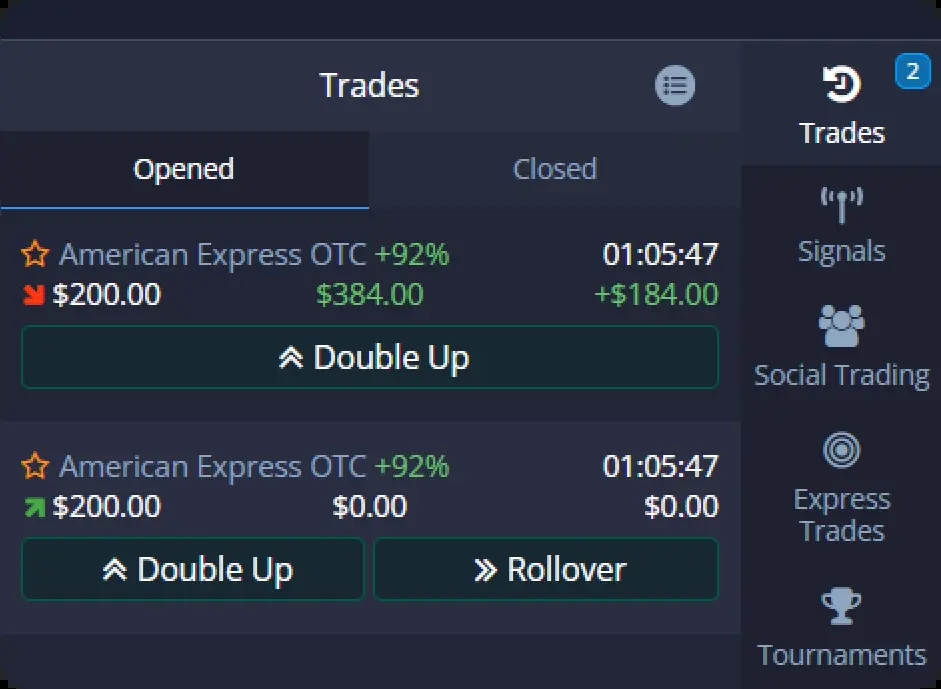 Trades
Opened
Closed
American Express OTC +92% 01:05:47
$200.00 $384.00 +$184.00
Double Up
American Express OTC +92% 01:05:47
$200.00 $0.00 $0.00
Double Up
Rollover
2
Trades
Signals
Social Trading
Express
Trades
Tournaments